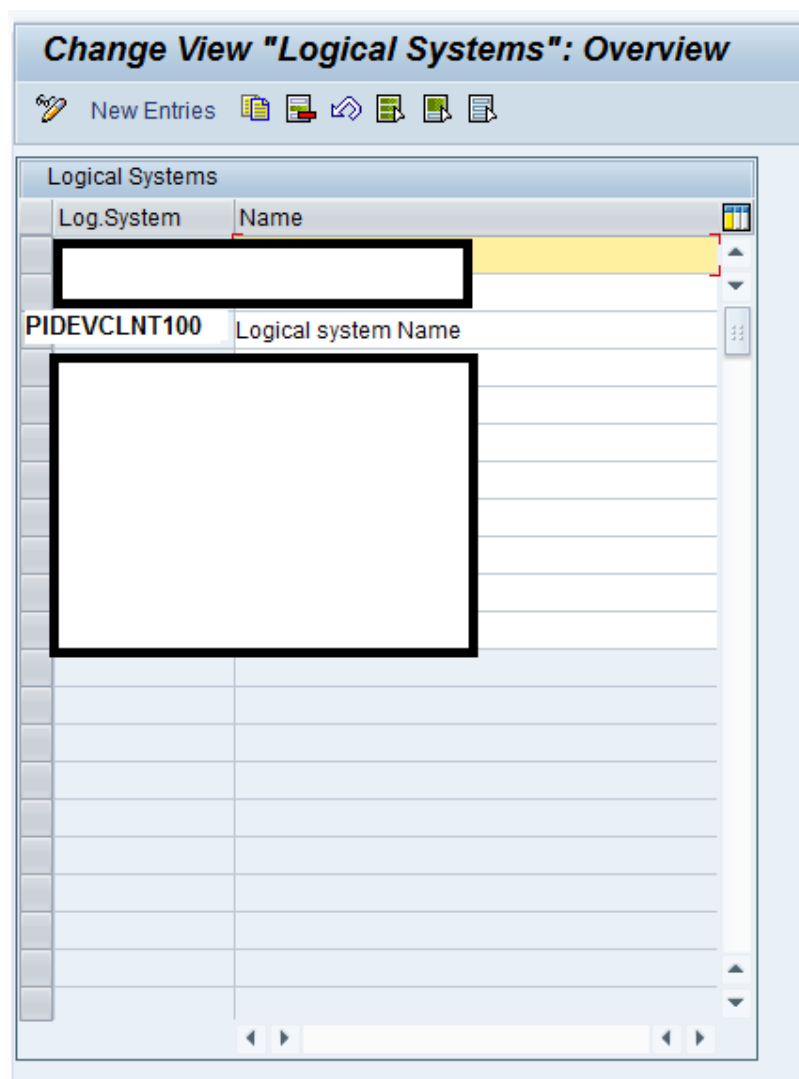 Change View "Logical Systems": Overview
New Entries
Logical Systems
Log.System Name
PIDEVCLNT100 Logical system Name